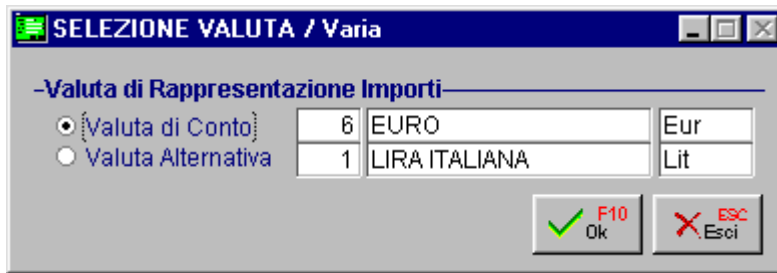 SELEZIONE VALUTA / Varia
Valuta di Rappresentazione Importi
Valuta di Conto 6 EURO Eur
Valuta Alternativa 1 LIRA ITALIANA Lit
F10 ESC
Ok Esci